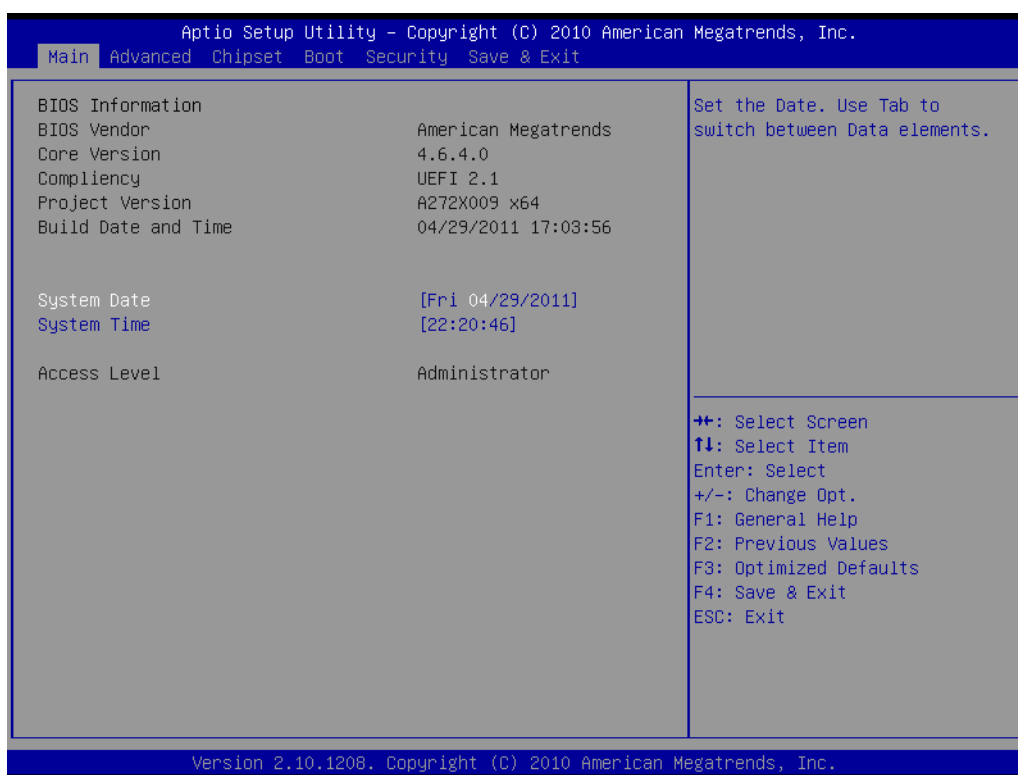 Aptio Setup Utility – Copyright (C) 2010 American Megatrends, Inc.
Main Advanced Chipset Boot Security Save & Exit
BIOS Information
BIOS Vendor American Megatrends
Core Version 4.6.4.0
Compliency UEFI 2.1
Project Version A272X009 x64
Build Date and Time 04/29/2011 17:03:56
System Date [Fri 04/29/2011]
System Time [22:20:46]
Access Level Administrator
Set the Date. Use Tab to
switch between Data elements.
→←: Select Screen
↑↓: Select Item
Enter: Select
+/-: Change Opt.
F1: General Help
F2: Previous Values
F3: Optimized Defaults
F4: Save & Exit
ESC: Exit
Version 2.10.1208. Copyright (C) 2010 American Megatrends, Inc.